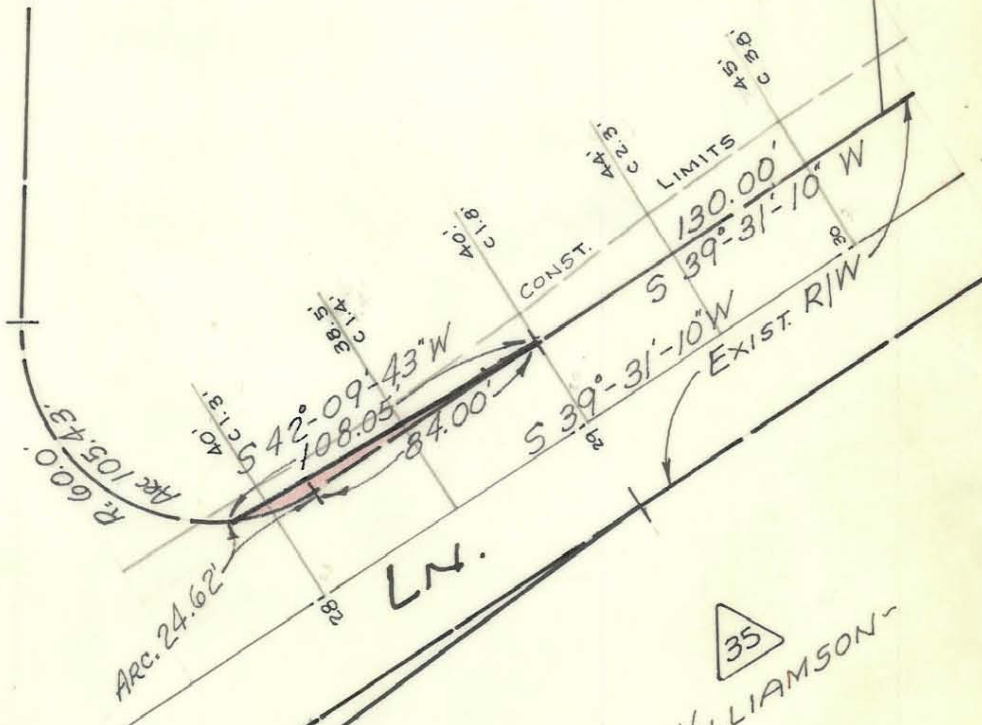 45'
C 3.8'
44'
C 2.3'
LIMITS
130.00'
S 39°-31'-10" W
40'
C 1.8'
CONST.
30
38.5'
C 1.4'
S 42°-09'-43" W
108.05'
84.00'
S 39°-31'-10" W
EXIST. R/W
29
40'
C 1.3'
R=60.0'
ARC 105.43'
ARC. 24.62'
28
LN.
35